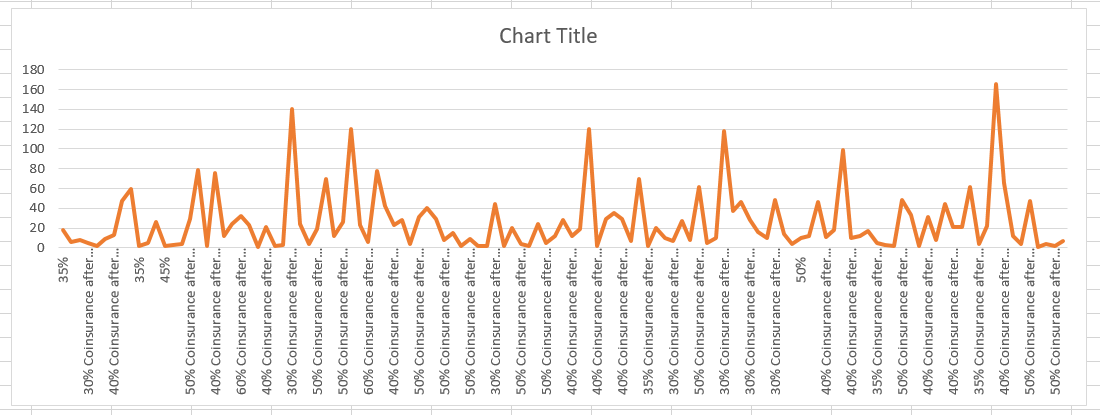 Chart Title
180
160
140
120
100
80
60
40
20
0
35%
30% Coinsurance after…
40% Coinsurance after…
35%
45%
50% Coinsurance after…
40% Coinsurance after…
60% Coinsurance after…
40% Coinsurance after…
30% Coinsurance after…
50% Coinsurance after…
50% Coinsurance after…
60% Coinsurance after…
40% Coinsurance after…
50% Coinsurance after…
50% Coinsurance after…
50% Coinsurance after…
30% Coinsurance after…
40% Coinsurance after…
50% Coinsurance after…
40% Coinsurance after…
40% Coinsurance after…
40% Coinsurance after…
35% Coinsurance after…
30% Coinsurance after…
50% Coinsurance after…
50% Coinsurance after…
30% Coinsurance after…
30% Coinsurance after…
50%
40% Coinsurance after…
40% Coinsurance after…
35% Coinsurance after…
50% Coinsurance after…
40% Coinsurance after…
40% Coinsurance after…
35% Coinsurance after…
40% Coinsurance after…
50% Coinsurance after…
50% Coinsurance after…